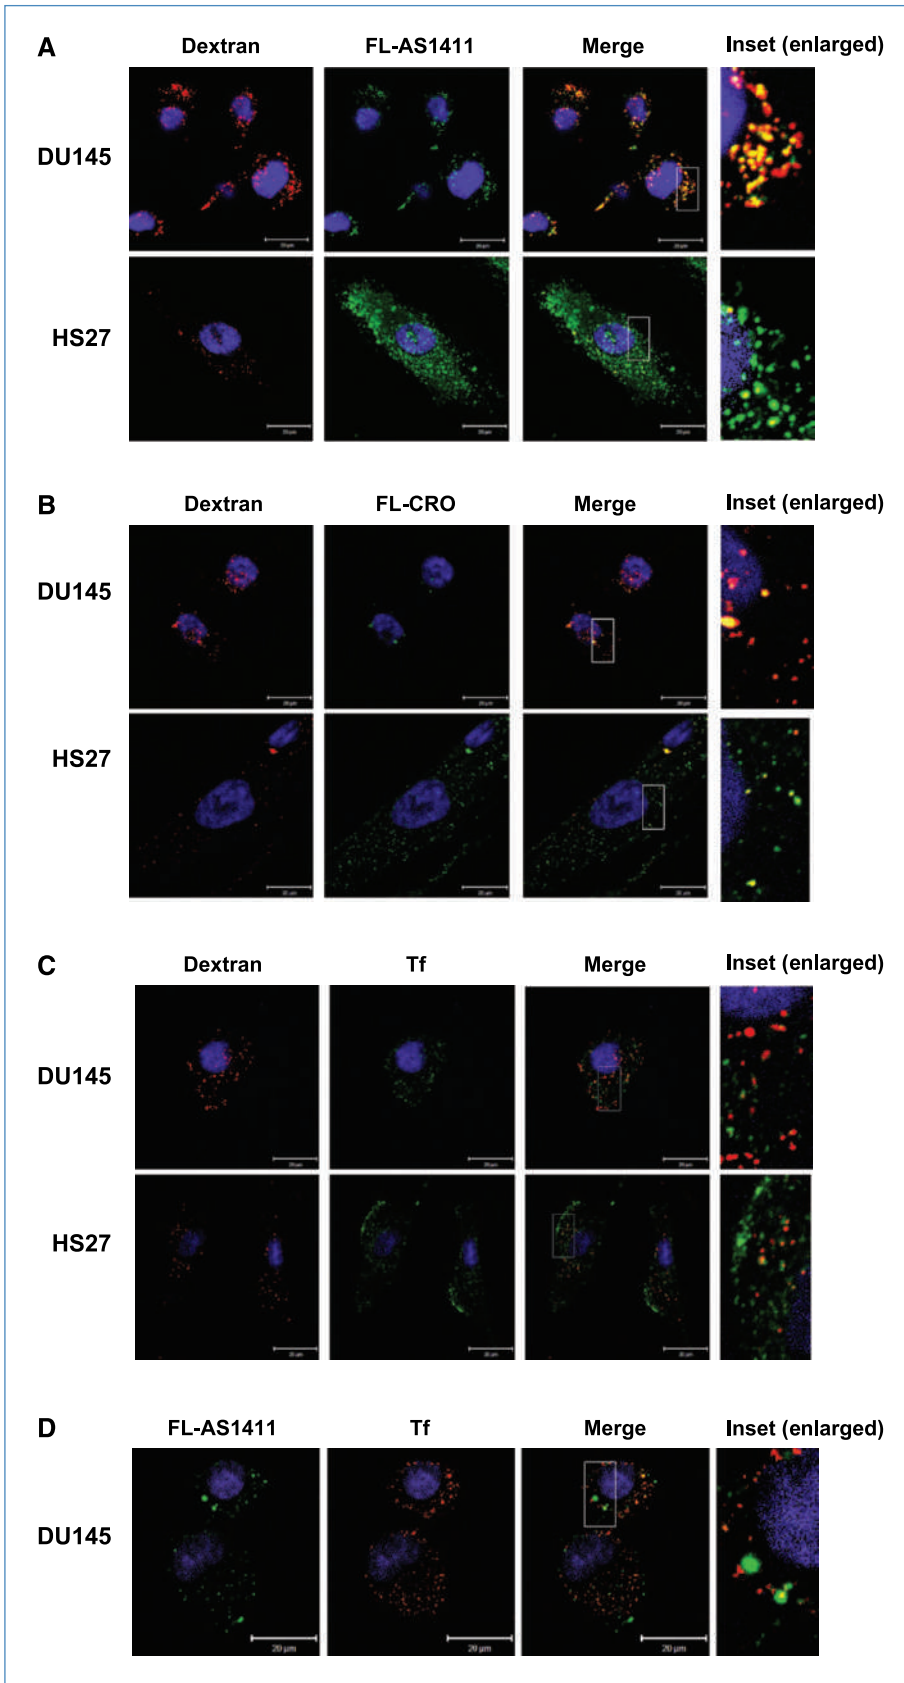 A
Dextran FL-AS1411 Merge Inset (enlarged)
DU145
HS27
B
Dextran FL-CRO Merge Inset (enlarged)
DU145
HS27
C
Dextran Tf Merge Inset (enlarged)
DU145
HS27
D
FL-AS1411 Tf Merge Inset (enlarged)
DU145
20 µm 20 µm 20 µm